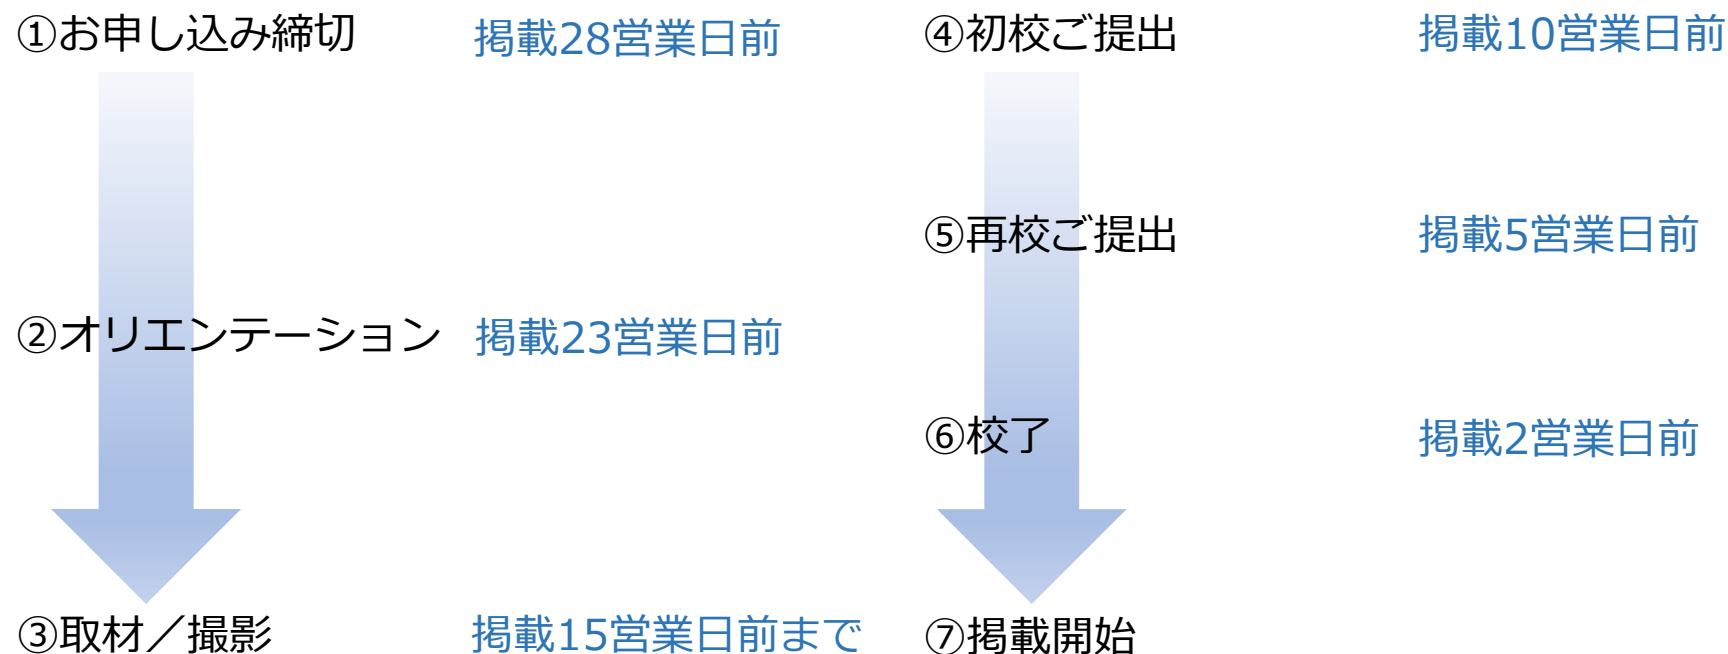 ①お申し込み締切 掲載28営業日前
②オリエンテーション 掲載23営業日前
③取材／撮影 掲載15営業日前まで
④初校ご提出 掲載10営業日前
⑤再校ご提出 掲載5営業日前
⑥校了 掲載2営業日前
⑦掲載開始